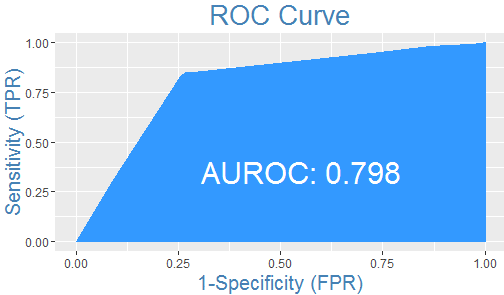 ROC Curve
Sensitivity (TPR)
1.00
0.75
0.50
0.25
0.00
AUROC: 0.798
0.00 0.25 0.50 0.75 1.00
1-Specificity (FPR)